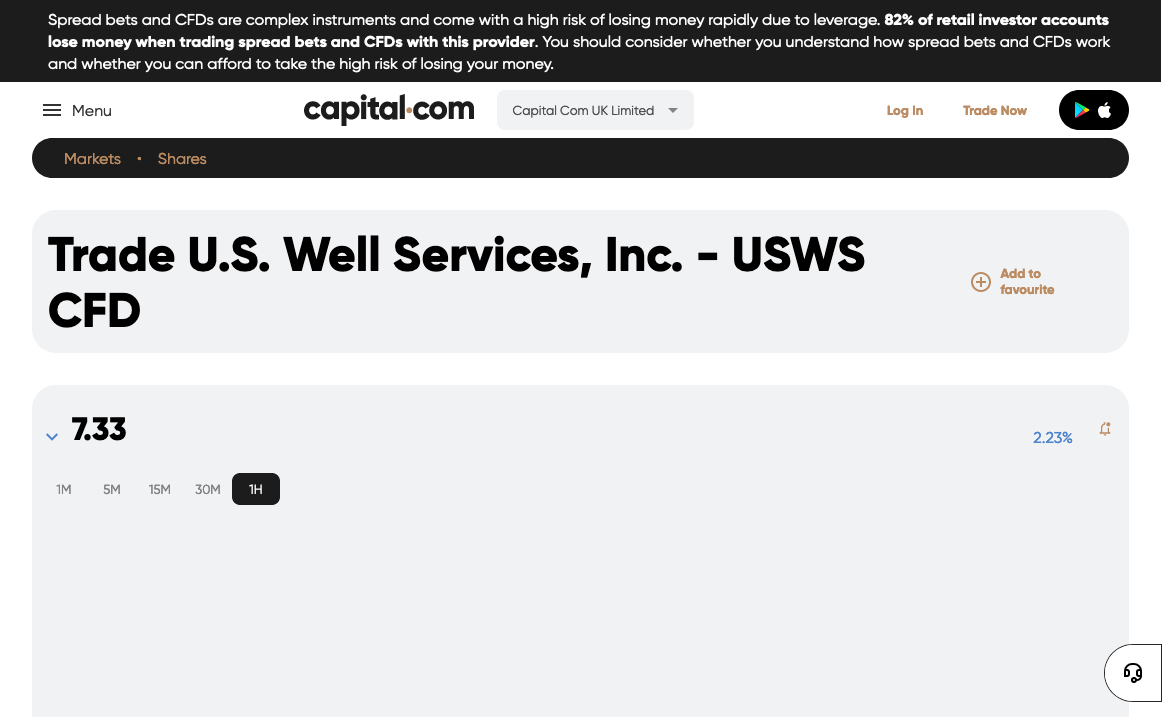 Spread bets and CFDs are complex instruments and come with a high risk of losing money rapidly due to leverage. 82% of retail investor accounts
lose money when trading spread bets and CFDs with this provider. You should consider whether you understand how spread bets and CFDs work
and whether you can afford to take the high risk of losing your money.
Menu
capital.com
Capital Com UK Limited
Log In
Trade Now
Markets • Shares
Trade U.S. Well Services, Inc. - USWS
CFD
Add to
favourite
7.33
2.23%
1M 5M 15M 30M 1H